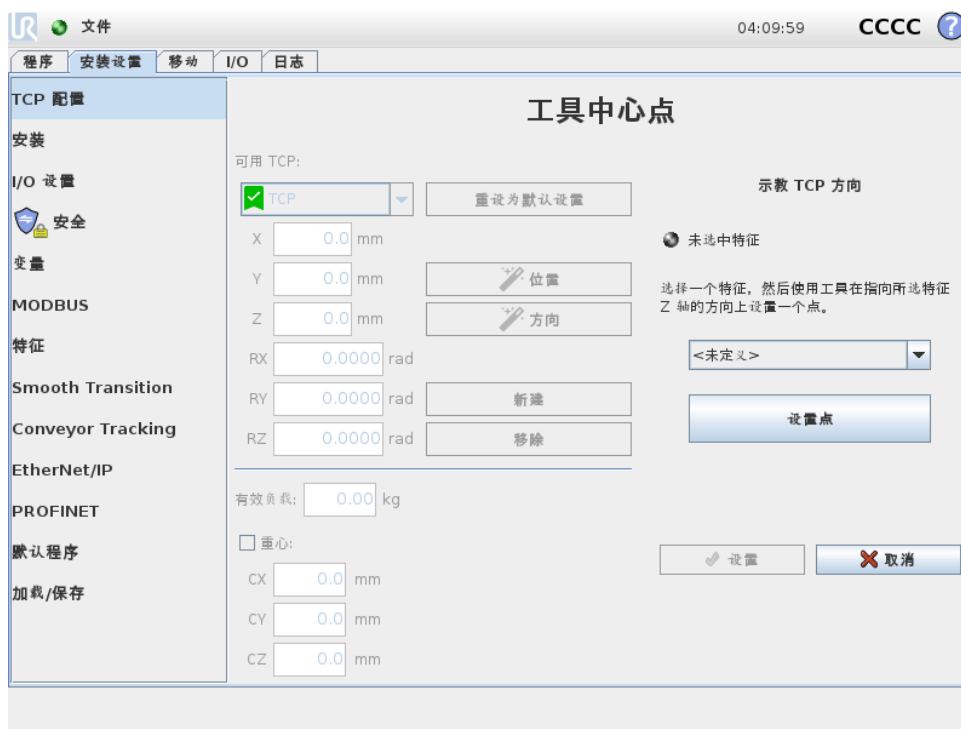 UR 文件 04:09:59 CCCC ?
程序 安装设置 移动 I/O 日志
TCP 配置
安装
I/O 设置
安全
变量
MODBUS
特征
Smooth Transition
Conveyor Tracking
EtherNet/IP
PROFINET
默认程序
加载/保存
工具中心点
可用 TCP:
TCP 重设为默认设置
X 0.0 mm
Y 0.0 mm 位置
Z 0.0 mm 方向
RX 0.0000 rad
RY 0.0000 rad 新建
RZ 0.0000 rad 移除
有效负载: 0.00 kg
重心:
CX 0.0 mm
CY 0.0 mm
CZ 0.0 mm
示教 TCP 方向
未选中特征
选择一个特征，然后使用工具在指向所选特征
Z 轴的方向上设置一个点。
<未定义>
设置点
设置 取消